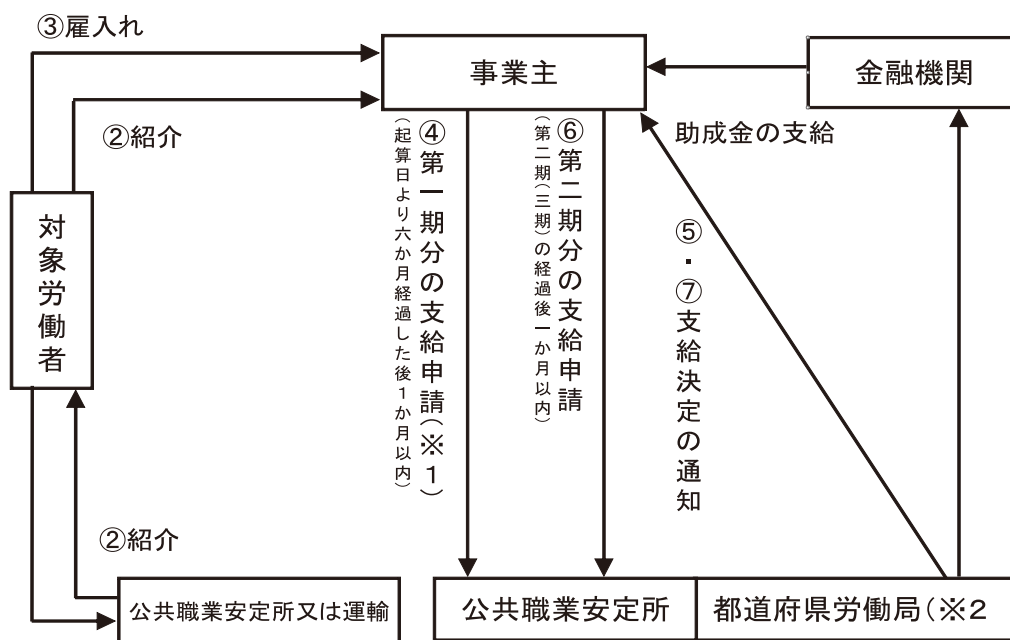 ③雇入れ
事業主
金融機関
②紹介
助成金の支給
④第一期分の支給申請(※1)
(起算日より六か月経過した後1か月以内)
⑥第二期分の支給申請
(第二期(三期)の経過後一か月以内)
⑤・⑦支給決定の通知
対象労働者
②紹介
公共職業安定所又は運輸
公共職業安定所
都道府県労働局(※2